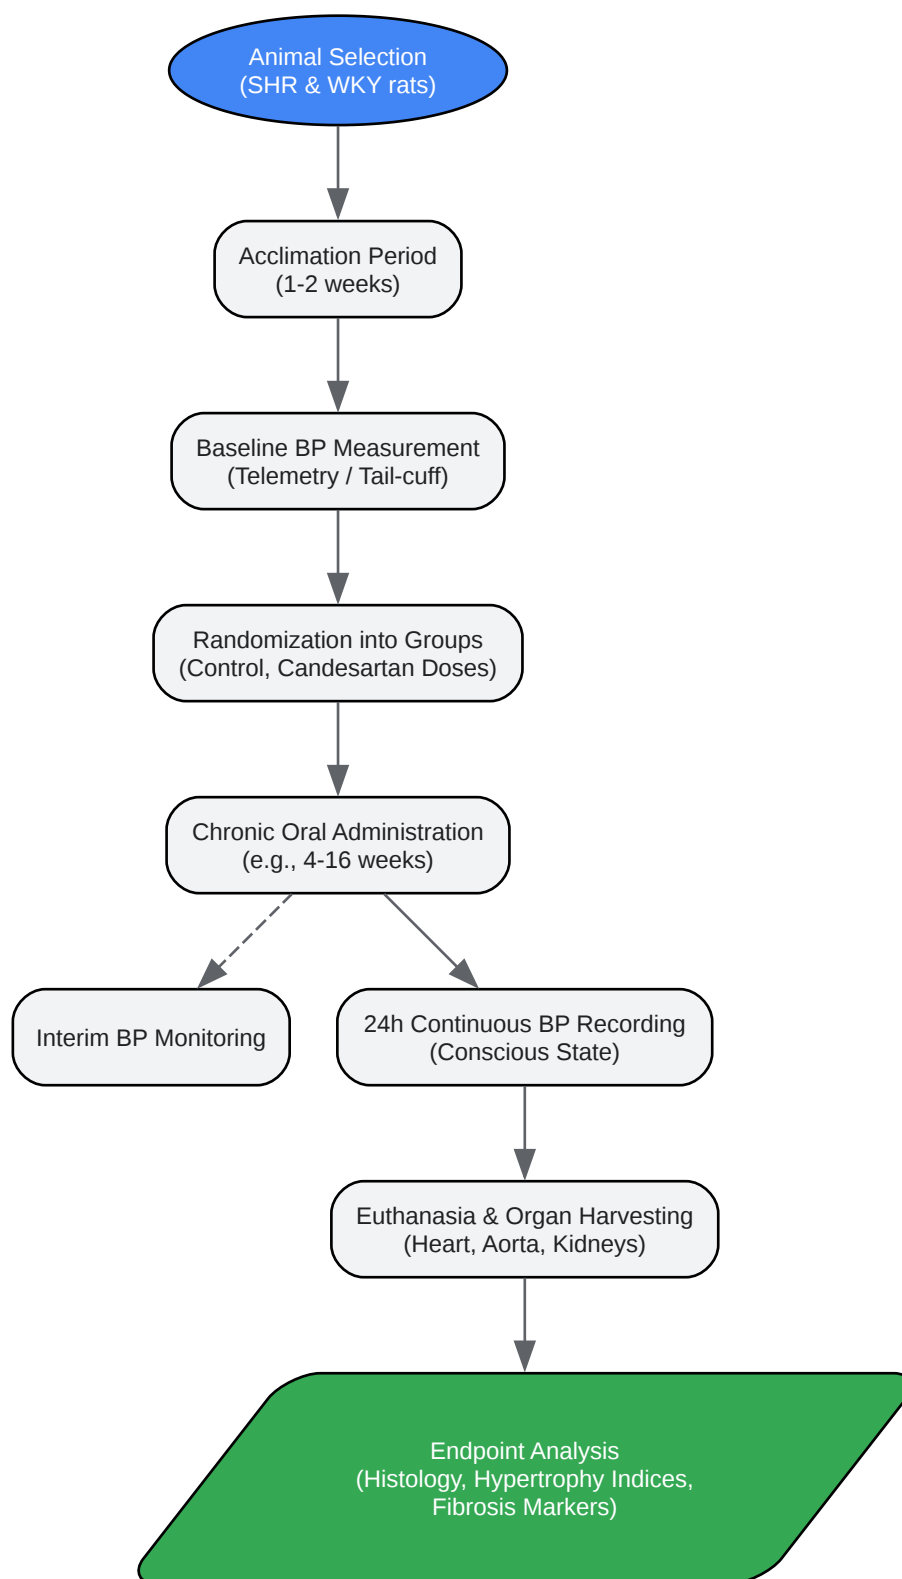 Animal Selection
(SHR & WKY rats)
Acclimation Period
(1-2 weeks)
Baseline BP Measurement
(Telemetry / Tail-cuff)
Randomization into Groups
(Control, Candesartan Doses)
Chronic Oral Administration
(e.g., 4-16 weeks)
Interim BP Monitoring
24h Continuous BP Recording
(Conscious State)
Euthanasia & Organ Harvesting
(Heart, Aorta, Kidneys)
Endpoint Analysis
(Histology, Hypertrophy Indices,
Fibrosis Markers)